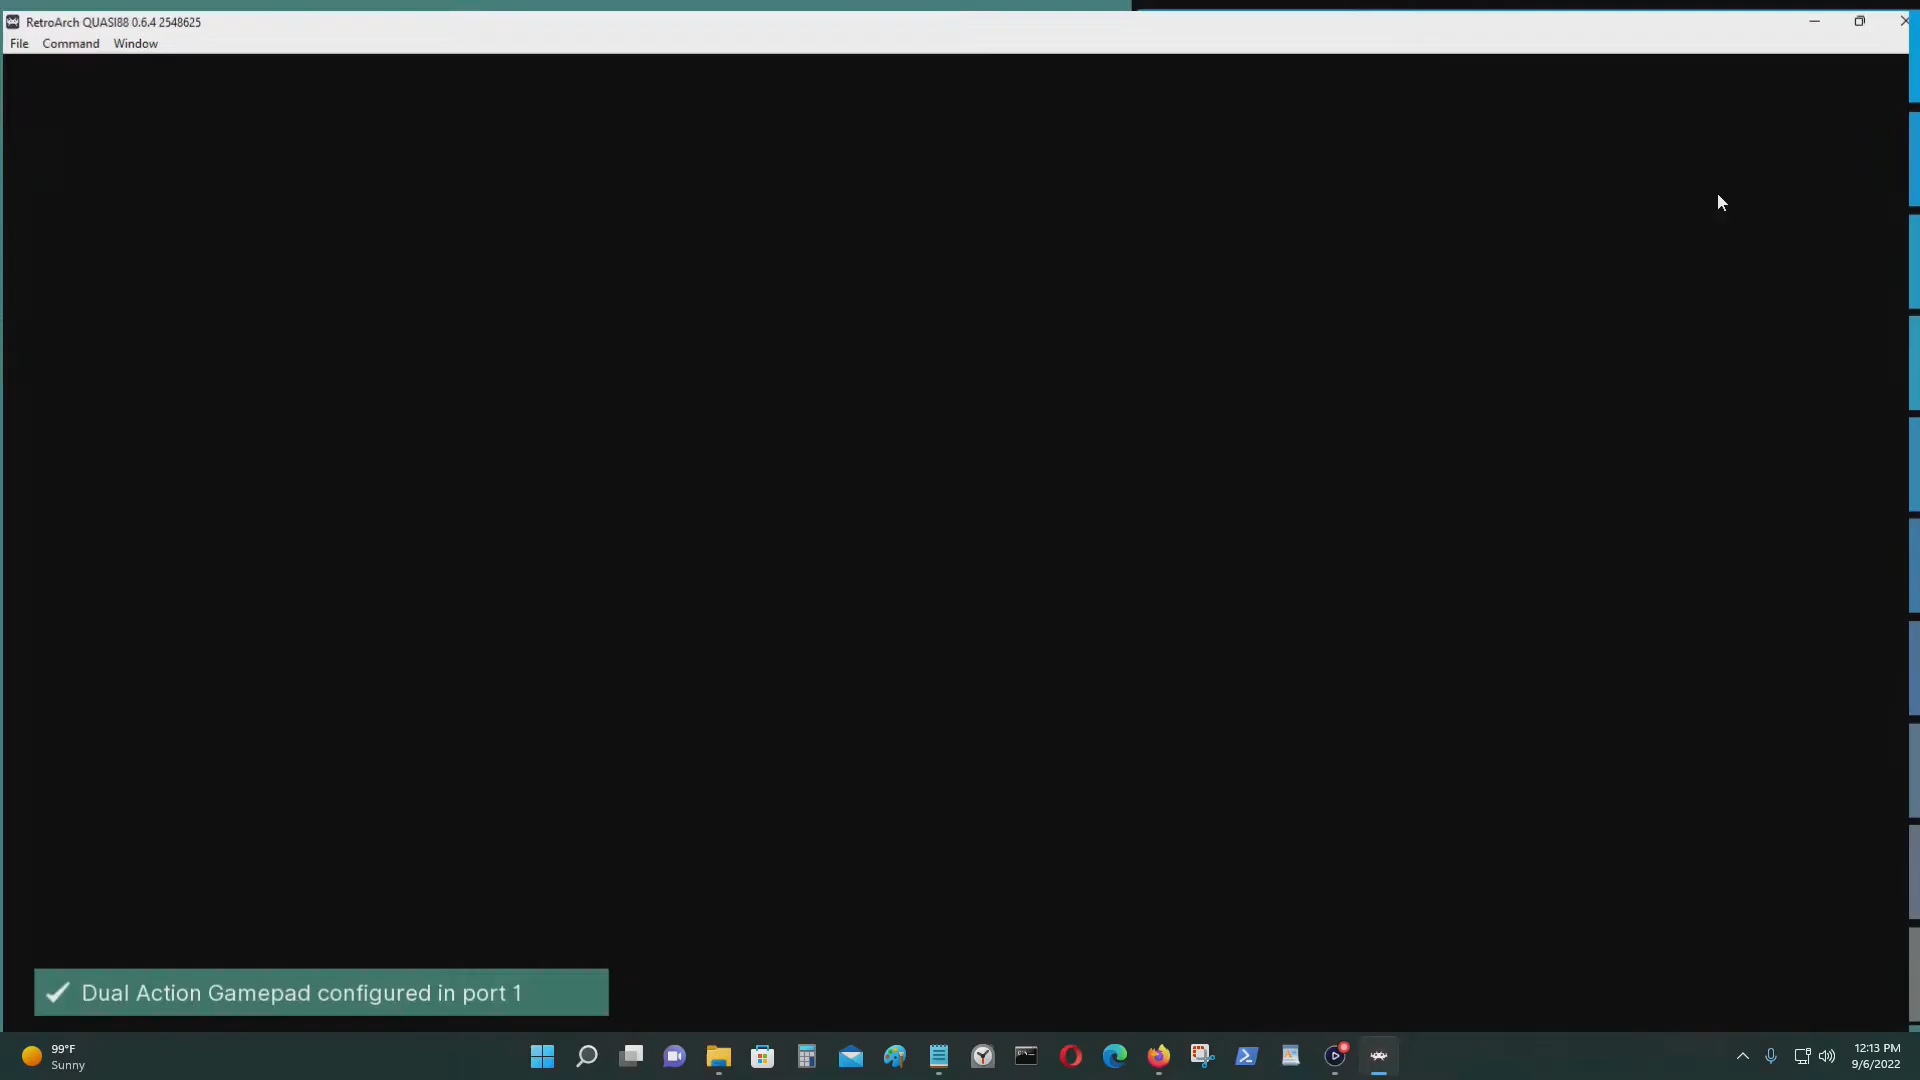 RetroArch QUASI88 0.6.4 2548625
File Command Window
Dual Action Gamepad configured in port 1
99°F
Sunny
12:13 PM
9/6/2022